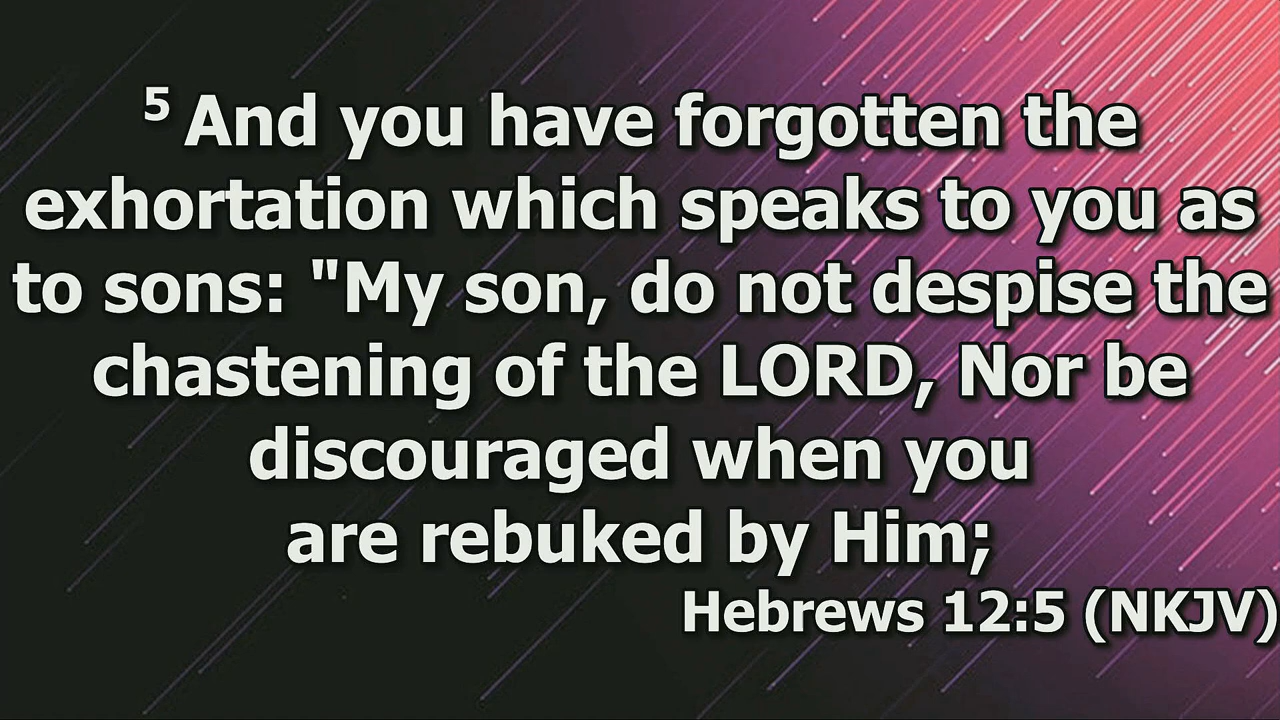 5 And you have forgotten the
exhortation which speaks to you as
to sons: "My son, do not despise the
chastening of the LORD, Nor be
discouraged when you
are rebuked by Him;
Hebrews 12:5 (NKJV)